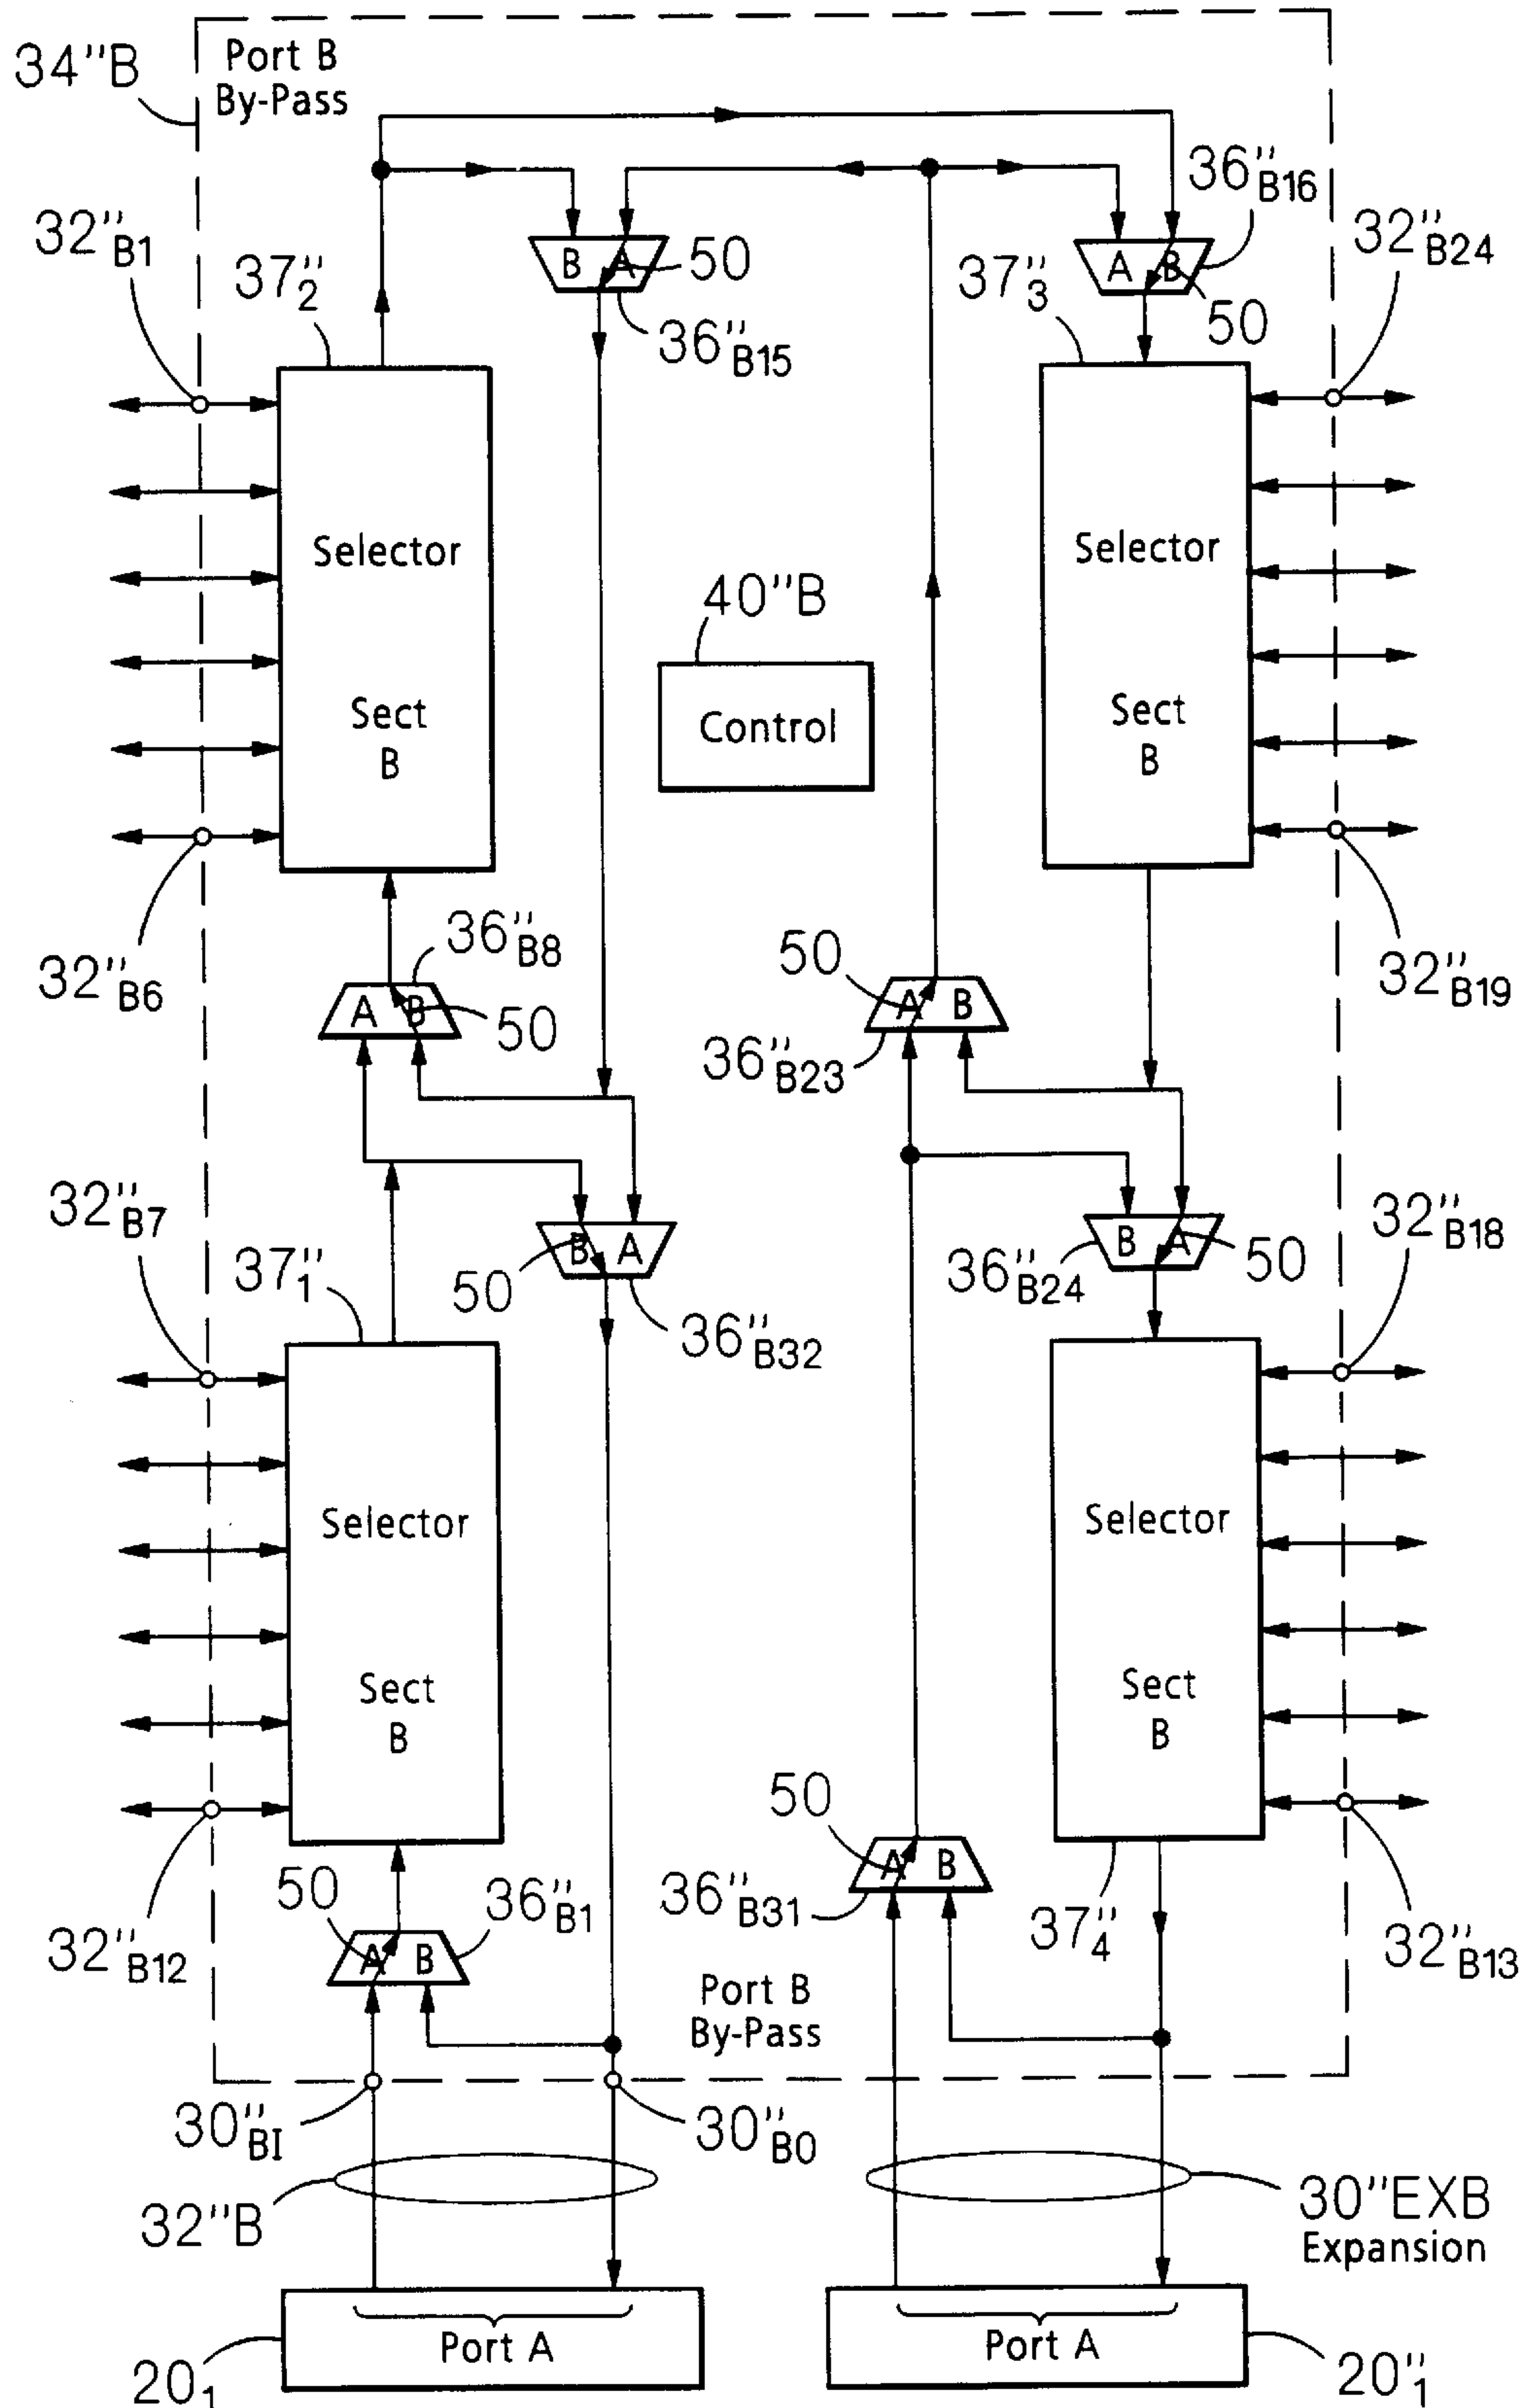 34"B
Port B
By-Pass
36"B16
32"B1
37"2
B A
50
36"B15
37"3
A B
50
32"B24
Selector
Sect
B
40"B
Control
Selector
Sect
B
32"B6
36"B8
A B
50
50
A B
36"B23
32"B19
32"B7
37"1
B A
50
36"B32
B A
50
36"B24
32"B18
Selector
Sect
B
Selector
Sect
B
50
A B
36"B1
32"B12
50
A B
36"B31
37"4
32"B13
Port B
By-Pass
30"BI
30"BO
32"B
30"EXB
Expansion
Port A
201
Port A
20"1